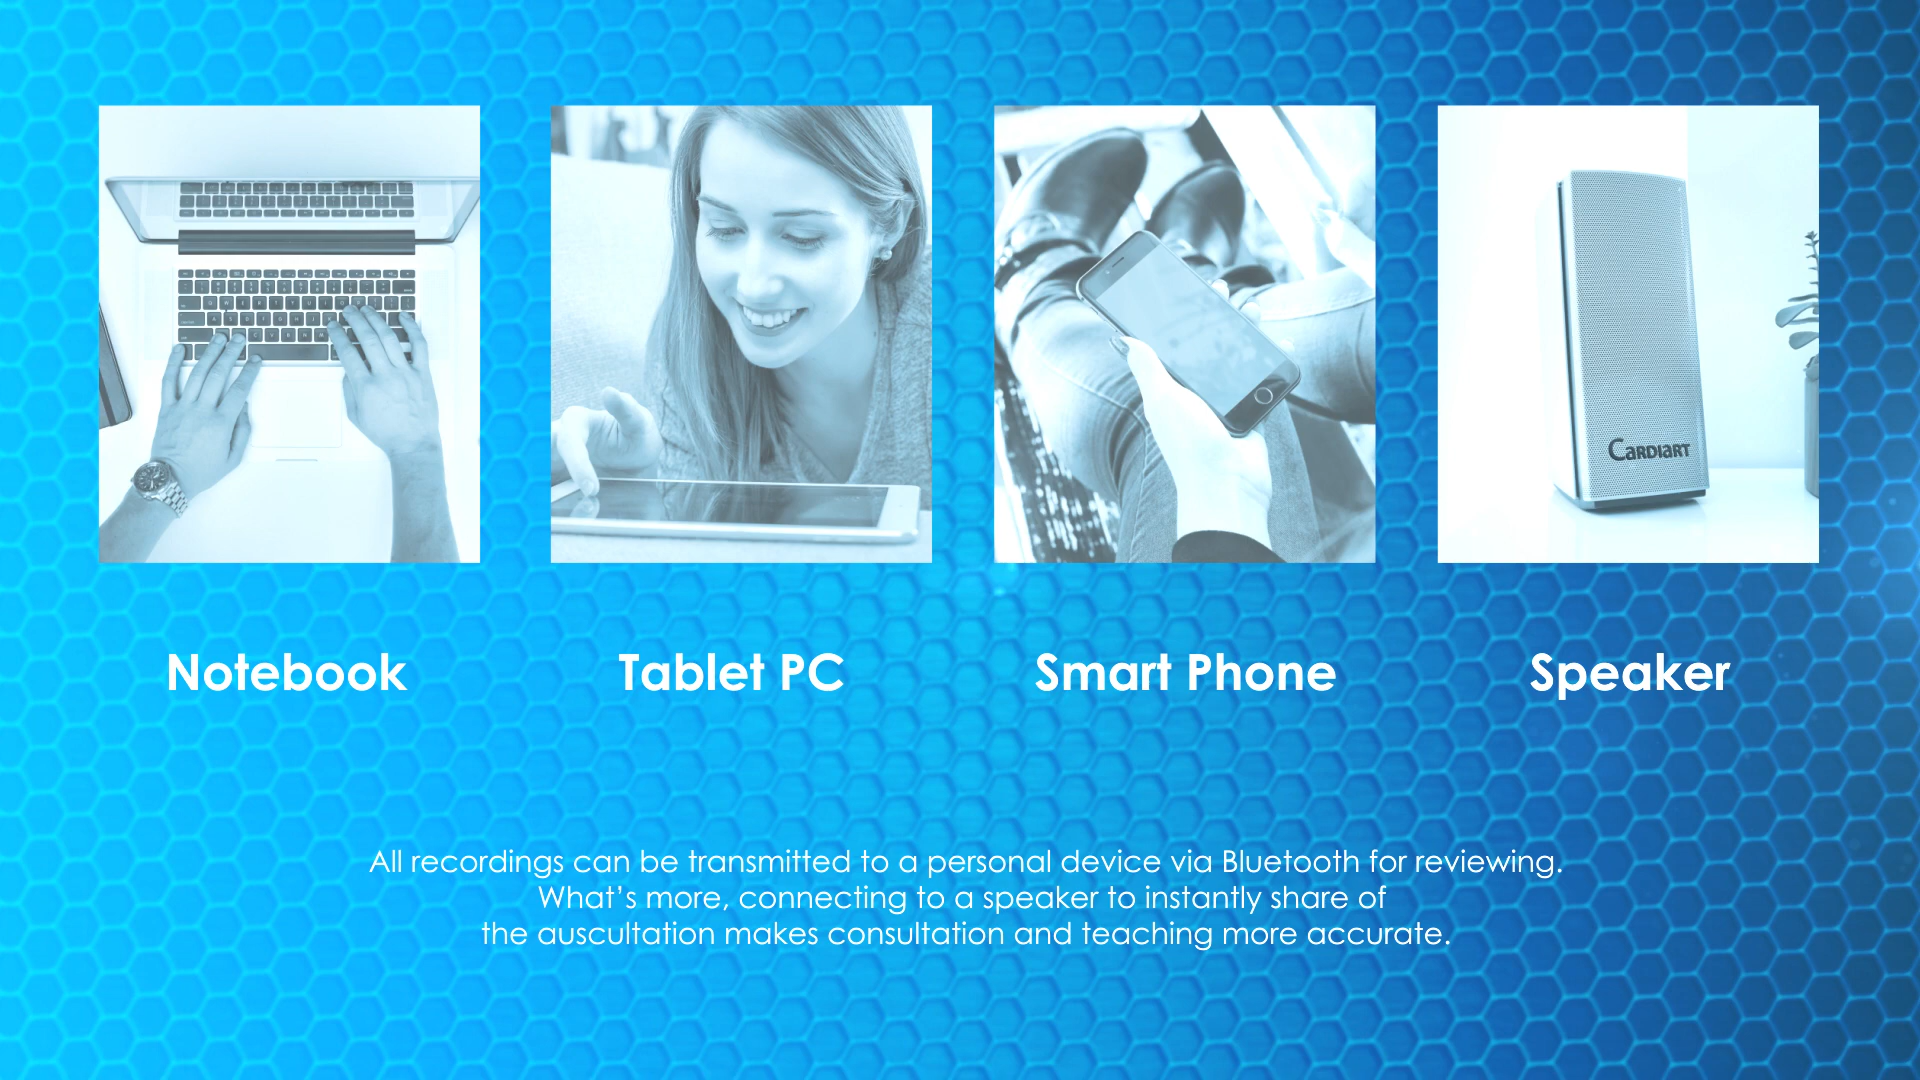 CARDIART
Notebook
Tablet PC
Smart Phone
Speaker
All recordings can be transmitted to a personal device via Bluetooth for reviewing.
What’s more, connecting to a speaker to instantly share of
the auscultation makes consultation and teaching more accurate.